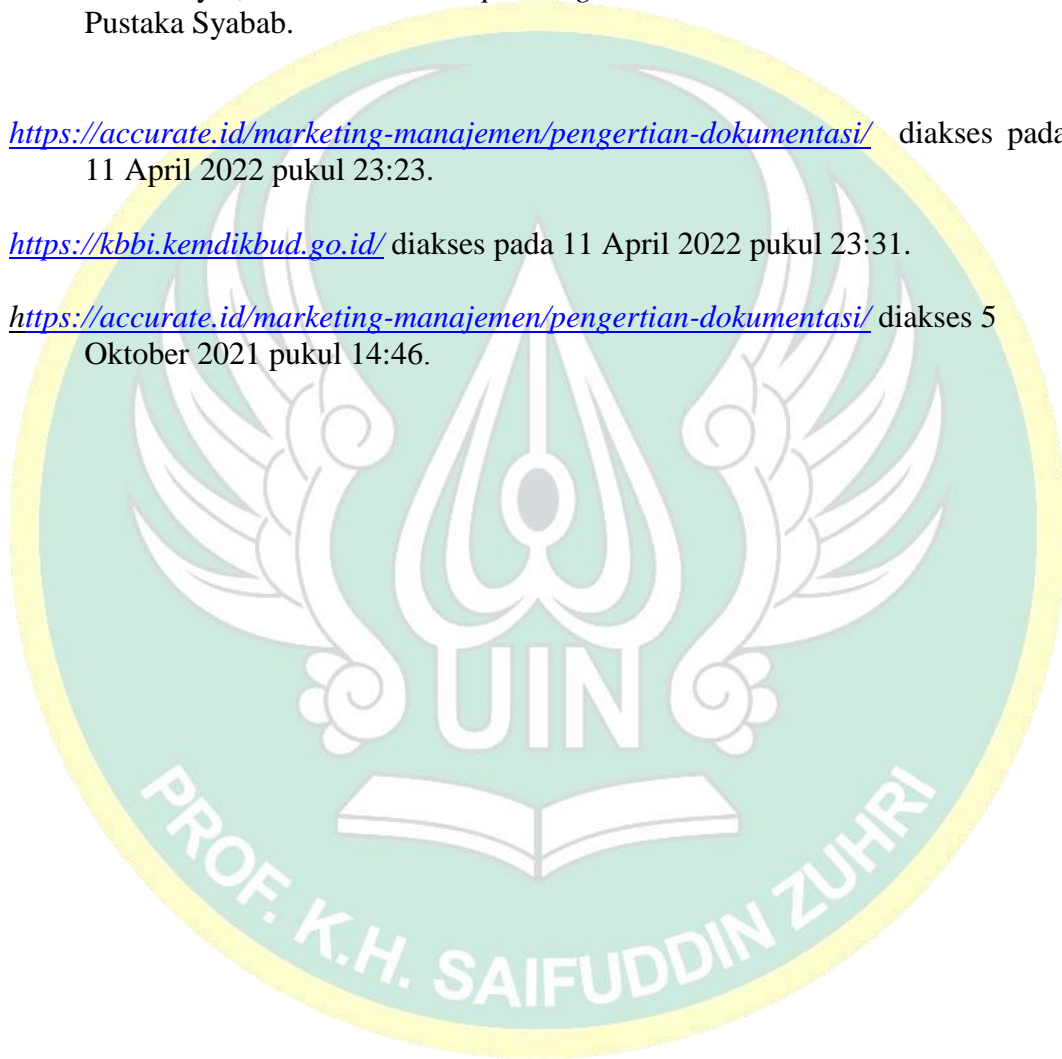 Pustaka Syabab.
https://accurate.id/marketing-manajemen/pengertian-dokumentasi/ diakses pada
11 April 2022 pukul 23:23.
https://kbbi.kemdikbud.go.id/ diakses pada 11 April 2022 pukul 23:31.
https://accurate.id/marketing-manajemen/pengertian-dokumentasi/ diakses 5
Oktober 2021 pukul 14:46.
UIN
PROF. K.H. SAIFUDDIN ZUHRI